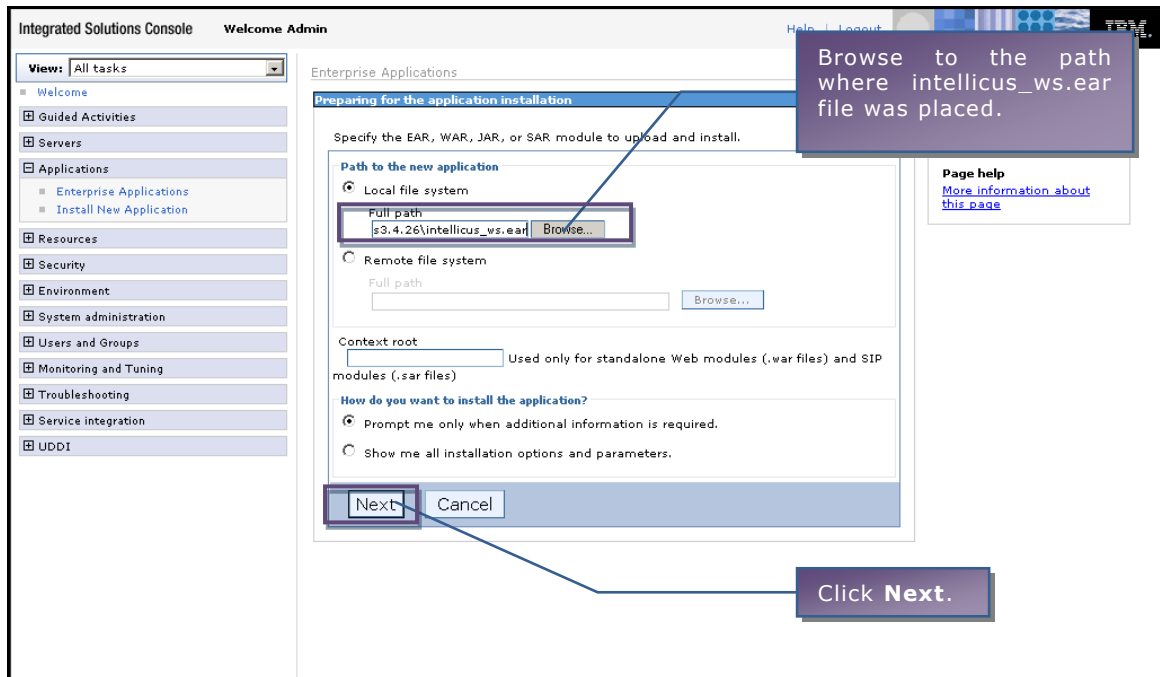 Integrated Solutions Console Welcome Admin Help | Logout IBM.
View: All tasks
Welcome
Guided Activities
Servers
Applications
Enterprise Applications
Install New Application
Resources
Security
Environment
System administration
Users and Groups
Monitoring and Tuning
Troubleshooting
Service integration
UDDI
Enterprise Applications
Preparing for the application installation
Specify the EAR, WAR, JAR, or SAR module to upload and install.
Path to the new application
Local file system
Full path
s3.4.26\intellicus_ws.ear Browse...
Remote file system
Full path
Browse...
Context root
Used only for standalone Web modules (.war files) and SIP
modules (.sar files)
How do you want to install the application?
Prompt me only when additional information is required.
Show me all installation options and parameters.
Next Cancel
Browse to the path
where intellicus_ws.ear
file was placed.
Page help
More information about
this page
Click Next.